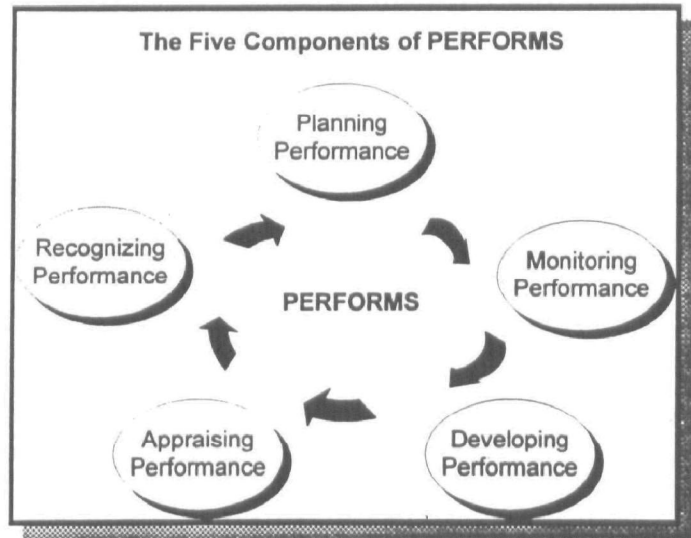 The Five Components of PERFORMS
Planning
Performance
Monitoring
Performance
Developing
Performance
Appraising
Performance
Recognizing
Performance
PERFORMS